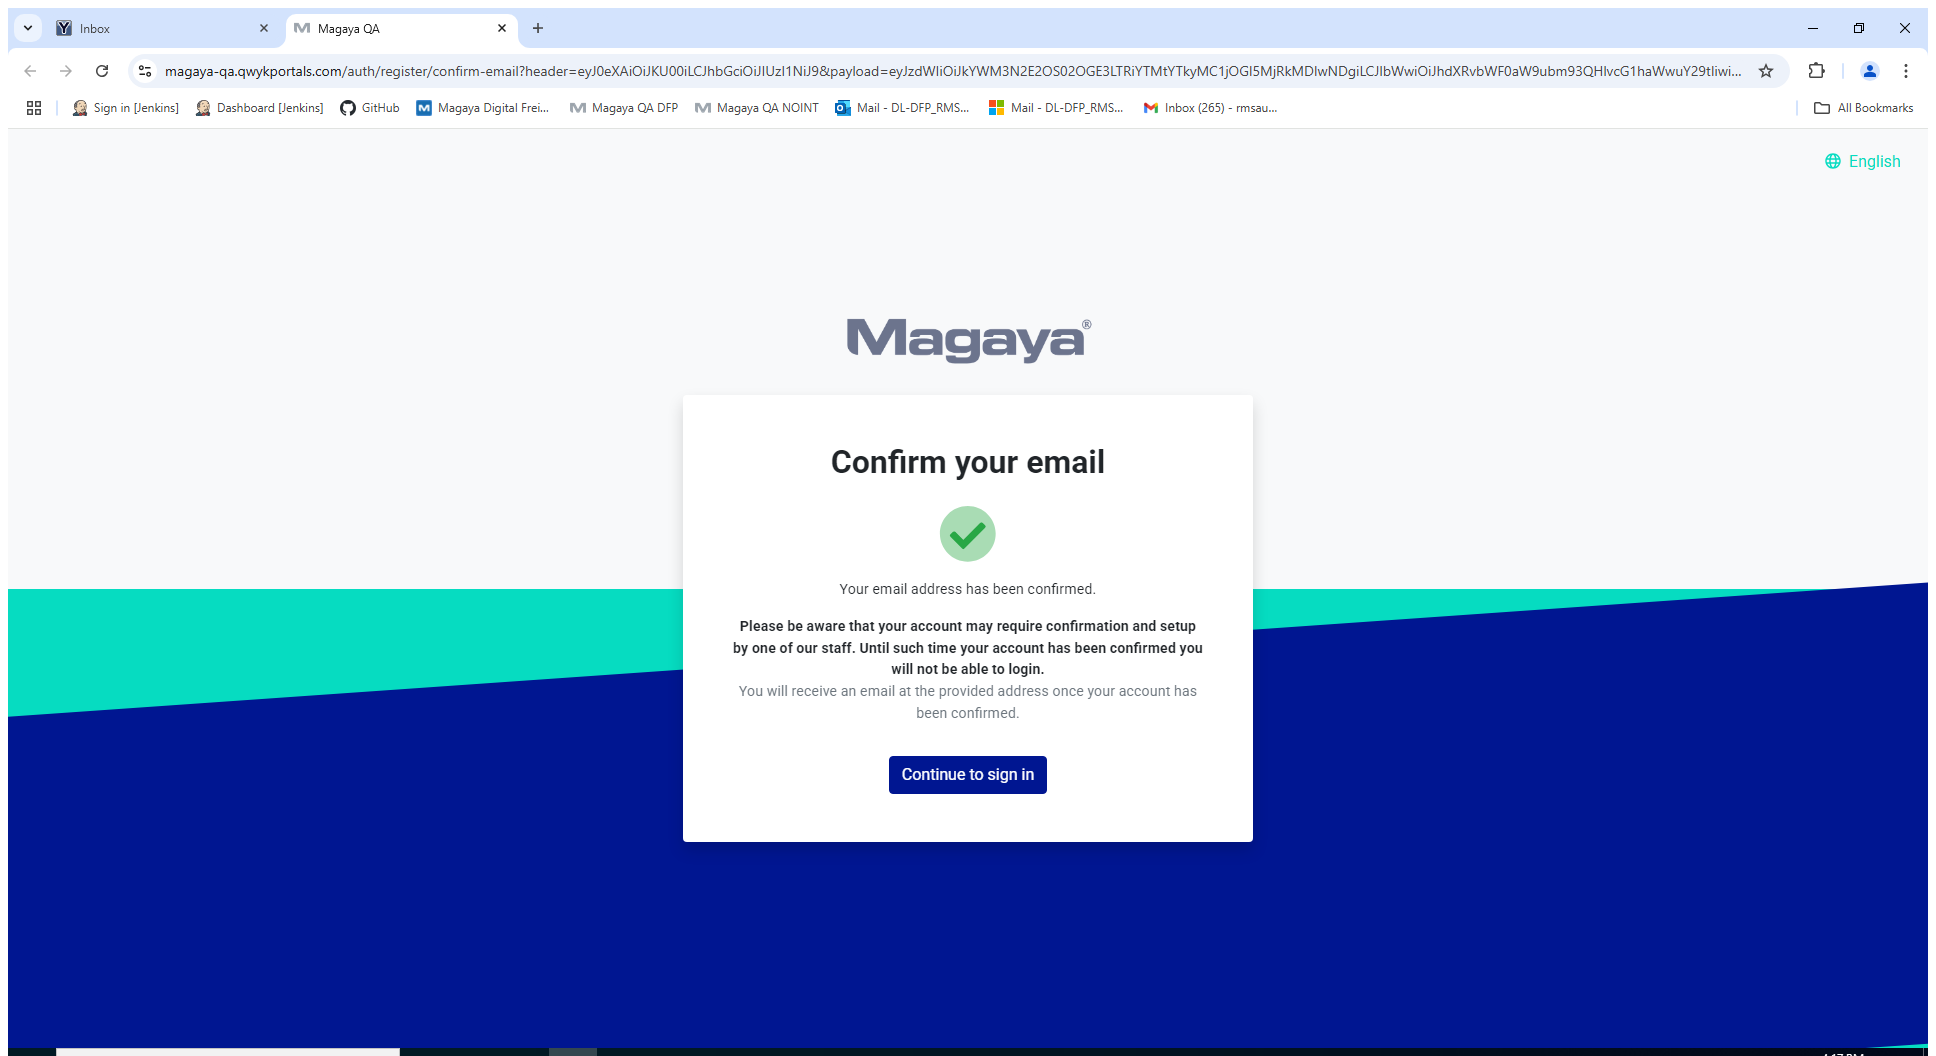 Inbox
Magaya QA
magaya-qa.qwykportals.com/auth/register/confirm-email?header=eyJ0eXAiOiJKU00iLCJhbGciOiJIUzI1NiJ9&payload=eyJzdWIiOiJkYWM3N2E2OS02OGE3LTRiYTMtYTkyMC1jOGI5MjRkMDIwNDgiLCJlbWwiOiJhdXRvbWF0aW9ubm93QHlvcG1haWwuY29tIiwi...
Sign in [Jenkins]
Dashboard [Jenkins]
GitHub
Magaya Digital Frei...
Magaya QA DFP
Magaya QA NOINT
Mail - DL-DFP_RMS...
Mail - DL-DFP_RMS...
Inbox (265) - rmsau...
All Bookmarks
English
Magaya®
Confirm your email
Your email address has been confirmed.
Please be aware that your account may require confirmation and setup
by one of our staff. Until such time your account has been confirmed you
will not be able to login.
You will receive an email at the provided address once your account has
been confirmed.
Continue to sign in